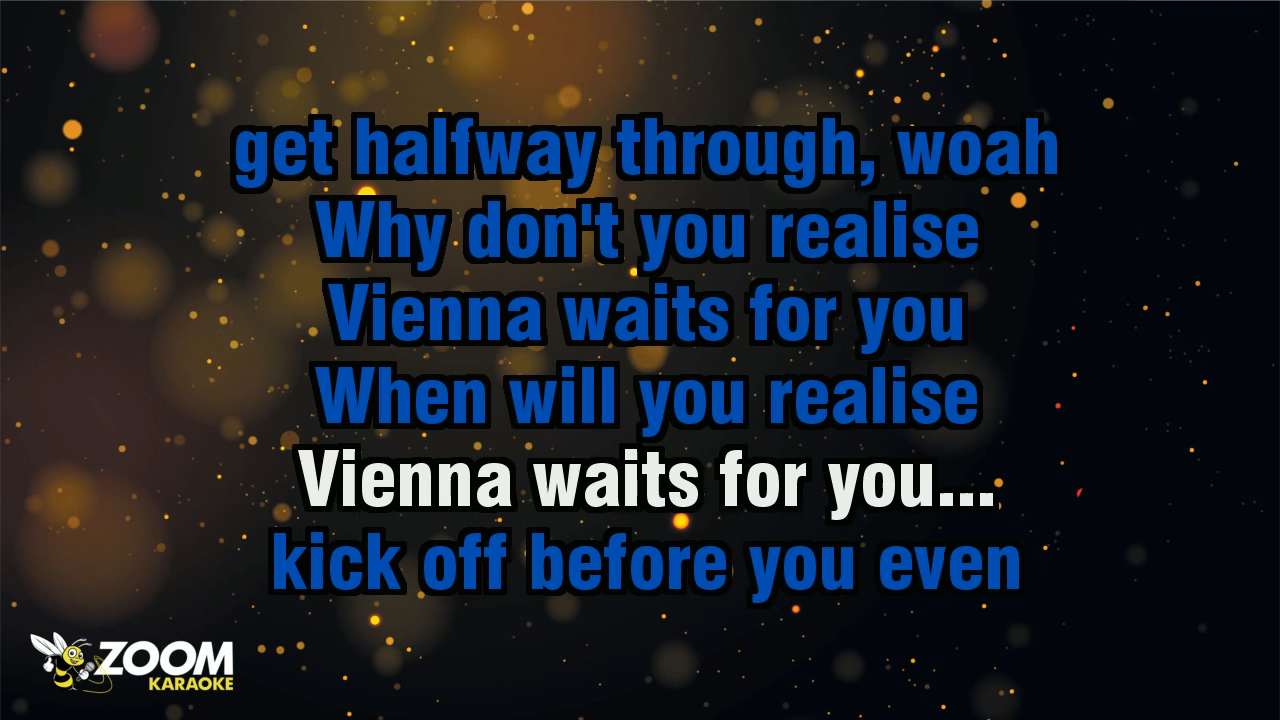 get halfway through, woah
Why don't you realise
Vienna waits for you
When will you realise
Vienna waits for you...
kick off before you even
ZOOM
KARAOKE